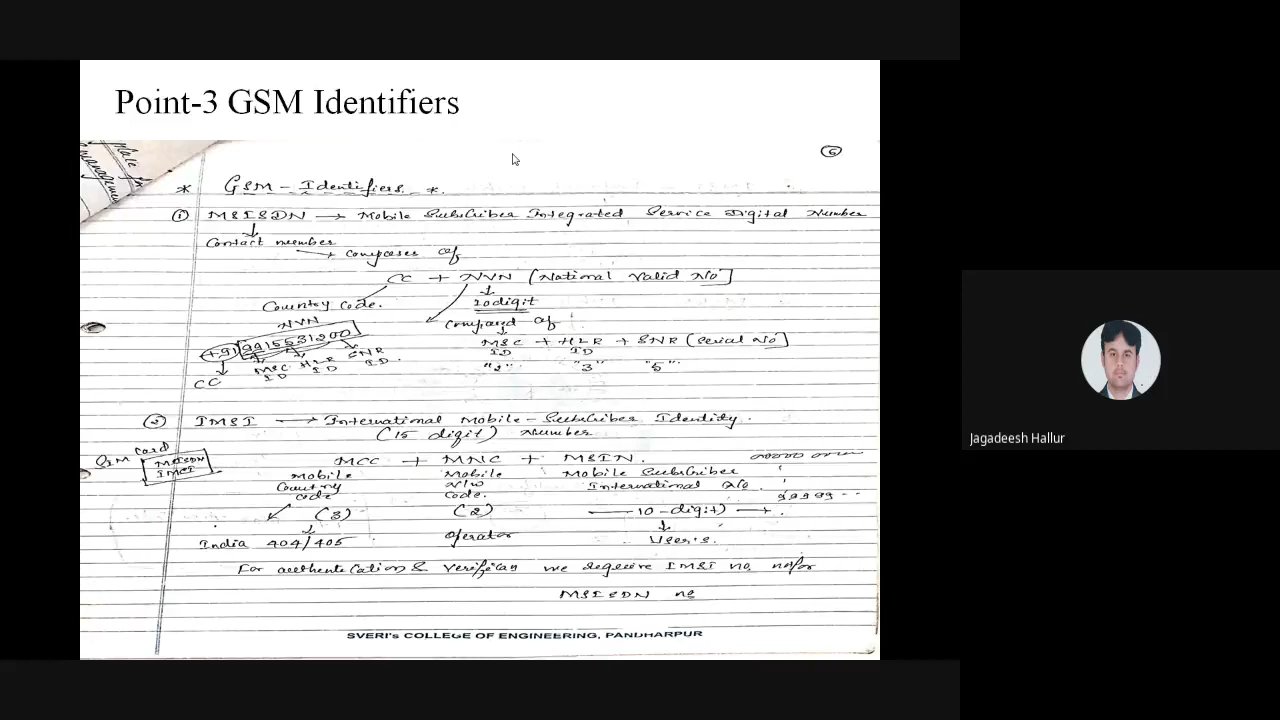 Point-3 GSM Identifiers
6
* GSM - Identifiers *
① MSISDN → Mobile Subscriber Integrated Service Digital Number
Contact number
→ Composer of
CC + NVN [National Valid No]
Country Code. 10 digit
NVN
Composed of
+91 9915531200 MSC + HLR + SNR (Serial No]
ID ID
MSC HLR SNR
ID ID ID
"2" "3" "5"
CC
② IMSI → International Mobile - Subscriber Identity
(15 digit) Number
SIM Card
MSISDN
IMSI
MCC + MNC + MSIN.
Mobile Mobile Mobile Subscriber
Country N/w International No.
code code. 99999--
(3) (2) 10-digit)
India 404/405 operator User's.
For authentication & we require IMSI no. not for
MSISDN no
SVERI's COLLEGE OF ENGINEERING, PANDHARPUR
Jagadeesh Hallur